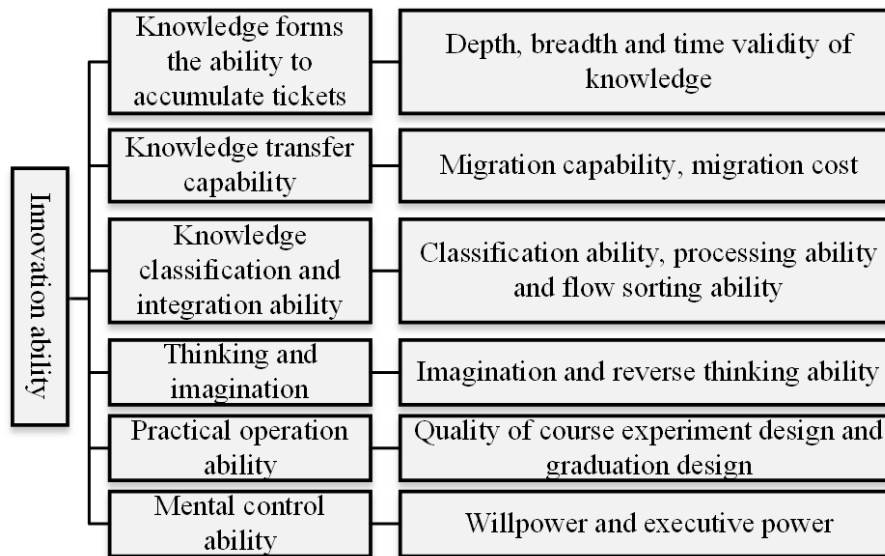 Innovation ability
Knowledge forms
the ability to
accumulate tickets
Depth, breadth and time validity of
knowledge
Knowledge transfer
capability
Migration capability, migration cost
Knowledge
classification and
integration ability
Classification ability, processing ability
and flow sorting ability
Thinking and
imagination
Imagination and reverse thinking ability
Practical operation
ability
Quality of course experiment design and
graduation design
Mental control
ability
Willpower and executive power